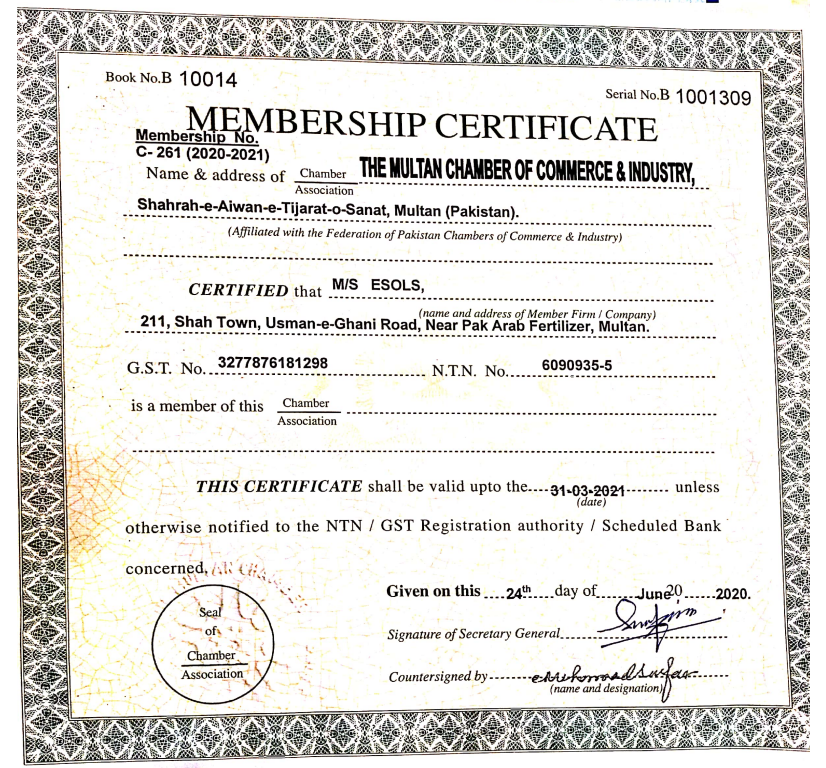 Book No.B 10014
Serial No.B 1001309
MEMBERSHIP CERTIFICATE
Membership No.
C- 261 (2020-2021)
Name & address of Chamber THE MULTAN CHAMBER OF COMMERCE & INDUSTRY,
Association
Shahrah-e-Aiwan-e-Tijarat-o-Sanat, Multan (Pakistan).
(Affiliated with the Federation of Pakistan Chambers of Commerce & Industry)
CERTIFIED that M/S ESOLS,
(name and address of Member Firm / Company)
211, Shah Town, Usman-e-Ghani Road, Near Pak Arab Fertilizer, Multan.
G.S.T. No. 3277876181298 N.T.N. No. 6090935-5
is a member of this Chamber
Association
THIS CERTIFICATE shall be valid upto the 31-03-2021 unless
(date)
otherwise notified to the NTN / GST Registration authority / Scheduled Bank
concerned.
Given on this 24th day of June 20 2020.
Seal
of
Chamber
Association
Signature of Secretary General
Countersigned by
(name and designation)